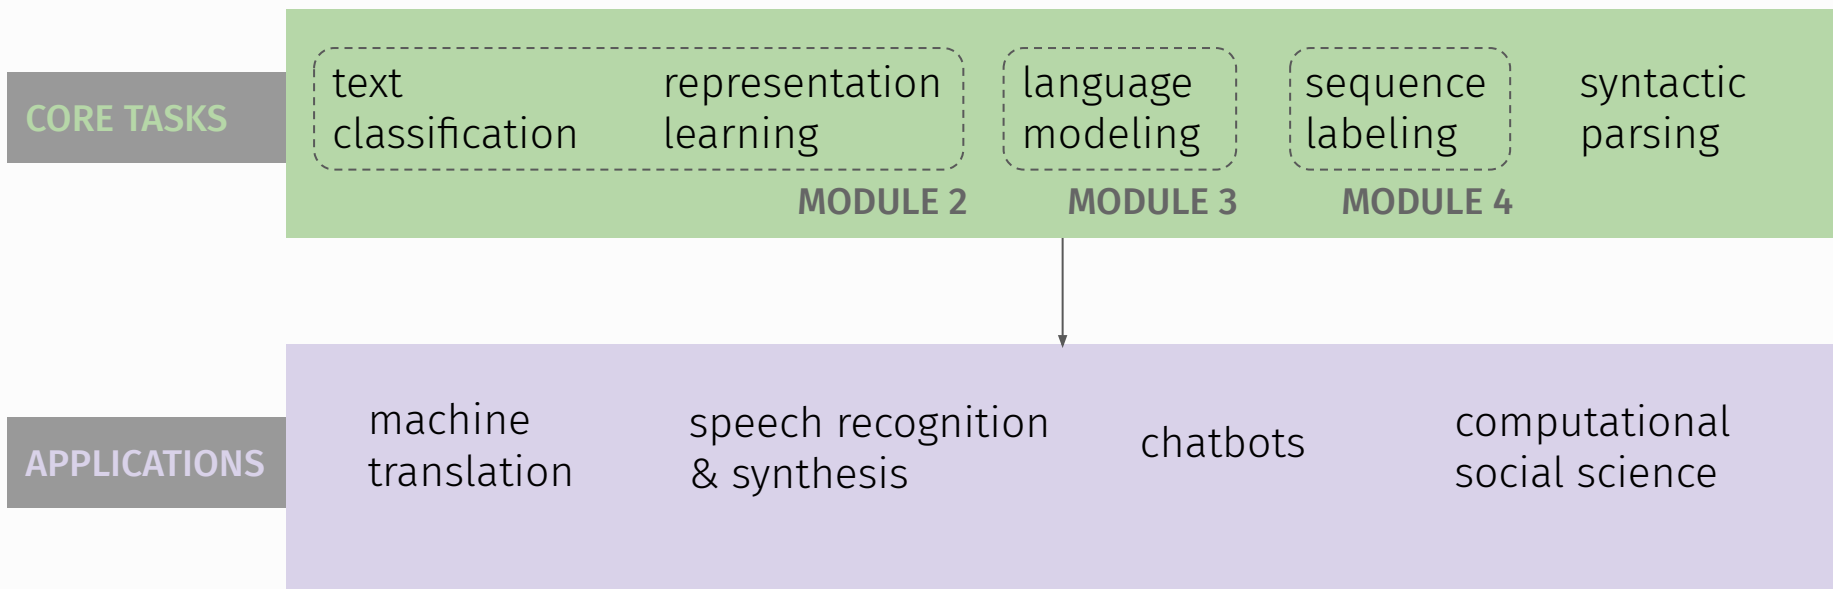 CORE TASKS
text
classification
representation
learning
language
modeling
sequence
labeling
syntactic
parsing
MODULE 2
MODULE 3
MODULE 4
APPLICATIONS
machine
translation
speech recognition
& synthesis
chatbots
computational
social science